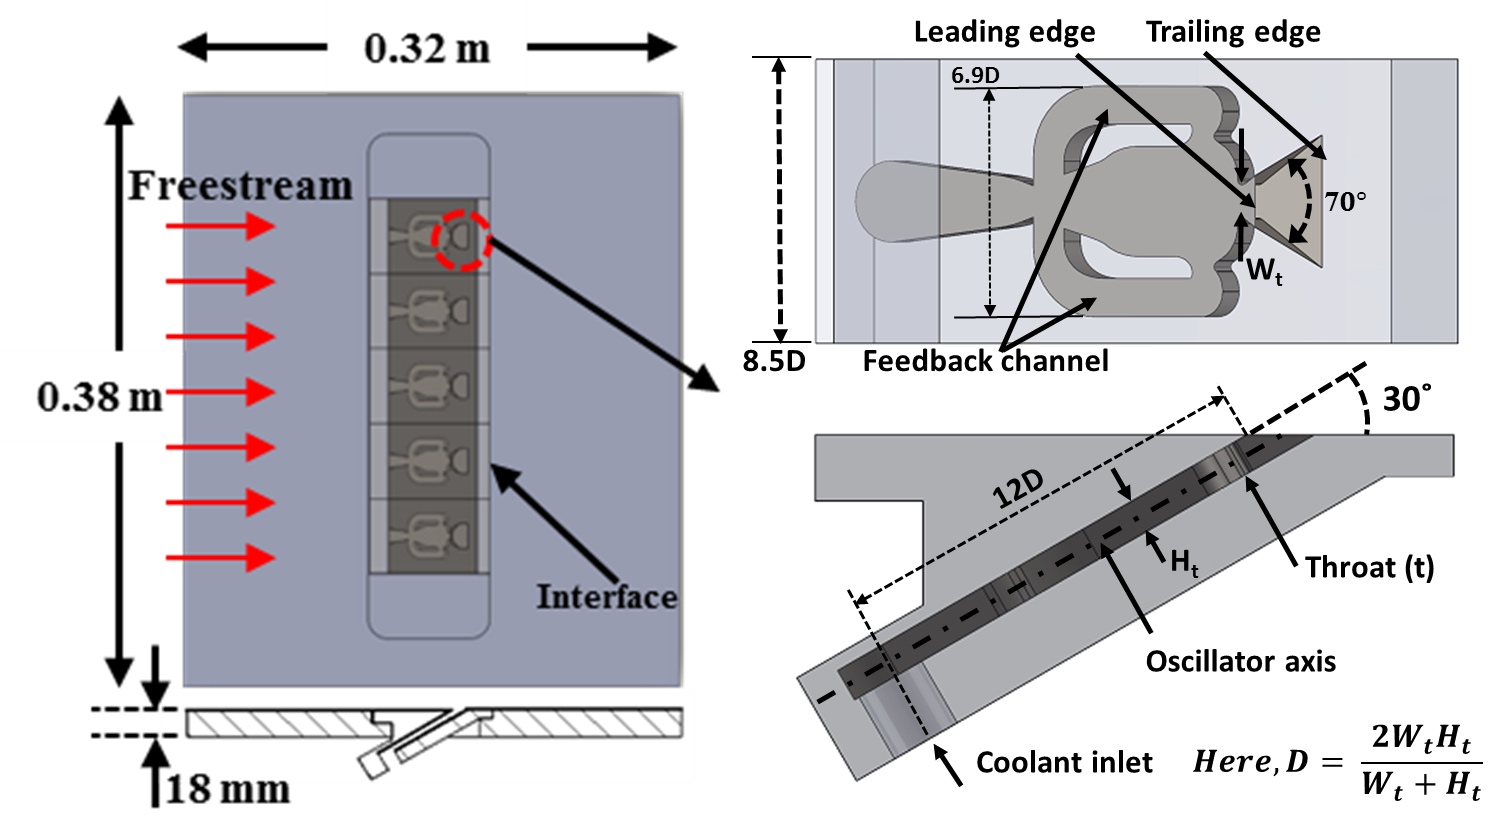 0.32 m
Freestream
0.38 m
Interface
18 mm
Leading edge
Trailing edge
6.9D
70°
Wₜ
8.5D
Feedback channel
30°
12D
Hₜ
Throat (t)
Oscillator axis
Coolant inlet
Here, D = 2WₜHₜ / Wₜ + Hₜ